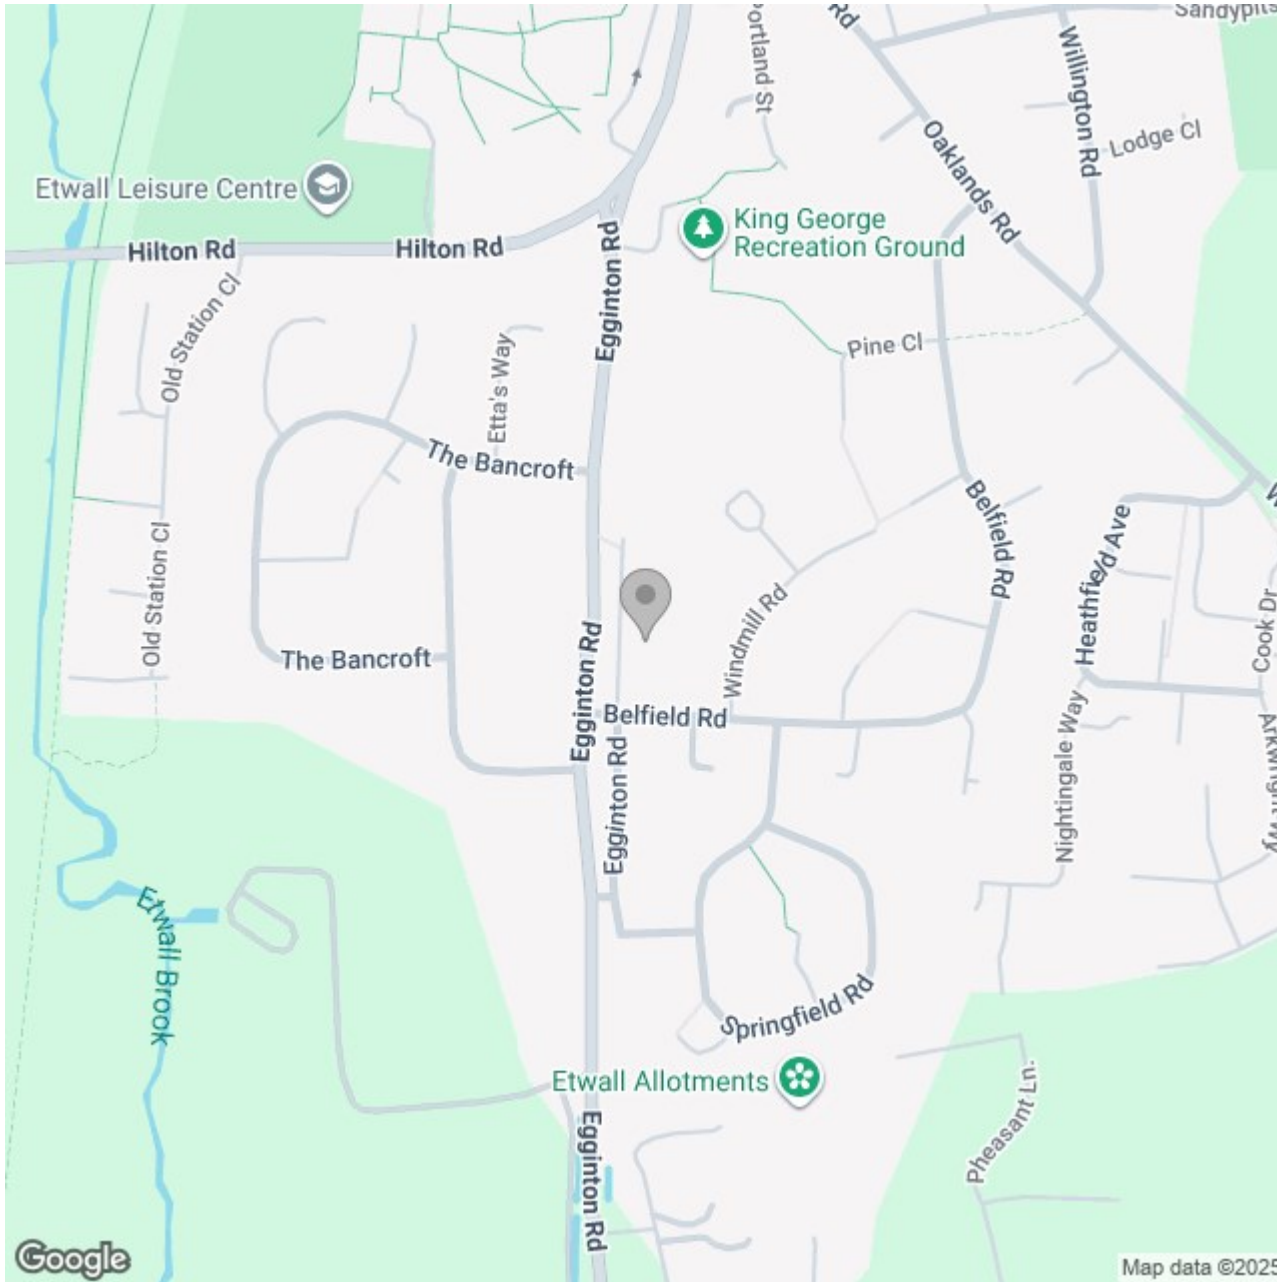 Rd
Sandypits
Portland St
Willington Rd
Oaklands Rd
Lodge Cl
Etwall Leisure Centre
King George
Recreation Ground
Hilton Rd
Hilton Rd
Egginton Rd
Old Station Cl
Etta's Way
Pine Cl
The Bancroft
Belfield Rd
W
Heathfield Ave
Old Station Cl
Windmill Rd
Cook Dr
The Bancroft
Egginton Rd
Belfield Rd
Nightingale Way
Arkwright Wy
Egginton Rd
Etwall Brook
Springfield Rd
Etwall Allotments
Pheasant Ln.
Egginton Rd
Google
Map data ©2025